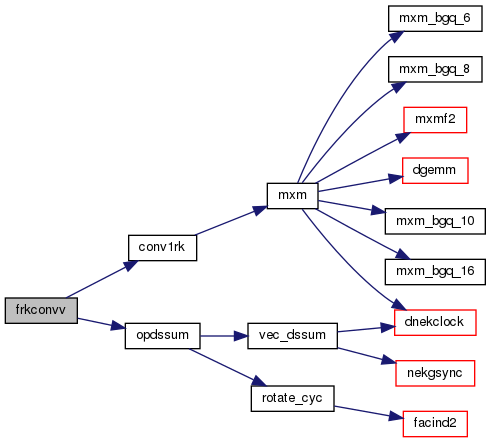 mxm_bgq_6
mxm_bgq_8
mxmf2
dgemm
mxm
mxm_bgq_10
conv1rk
mxm_bgq_16
frkconvv
dnekclock
opdssum
vec_dssum
nekgsync
rotate_cyc
facind2